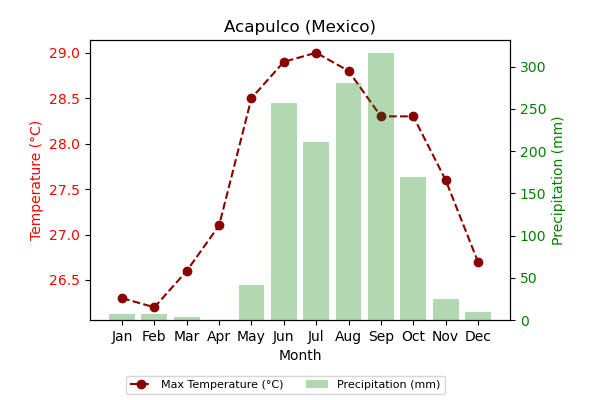 Acapulco (Mexico)
Temperature (°C)
29.0
28.5
28.0
27.5
27.0
26.5
300
250
200
150
100
50
0
Precipitation (mm)
Jan Feb Mar Apr May Jun Jul Aug Sep Oct Nov Dec
Month
Max Temperature (°C) Precipitation (mm)